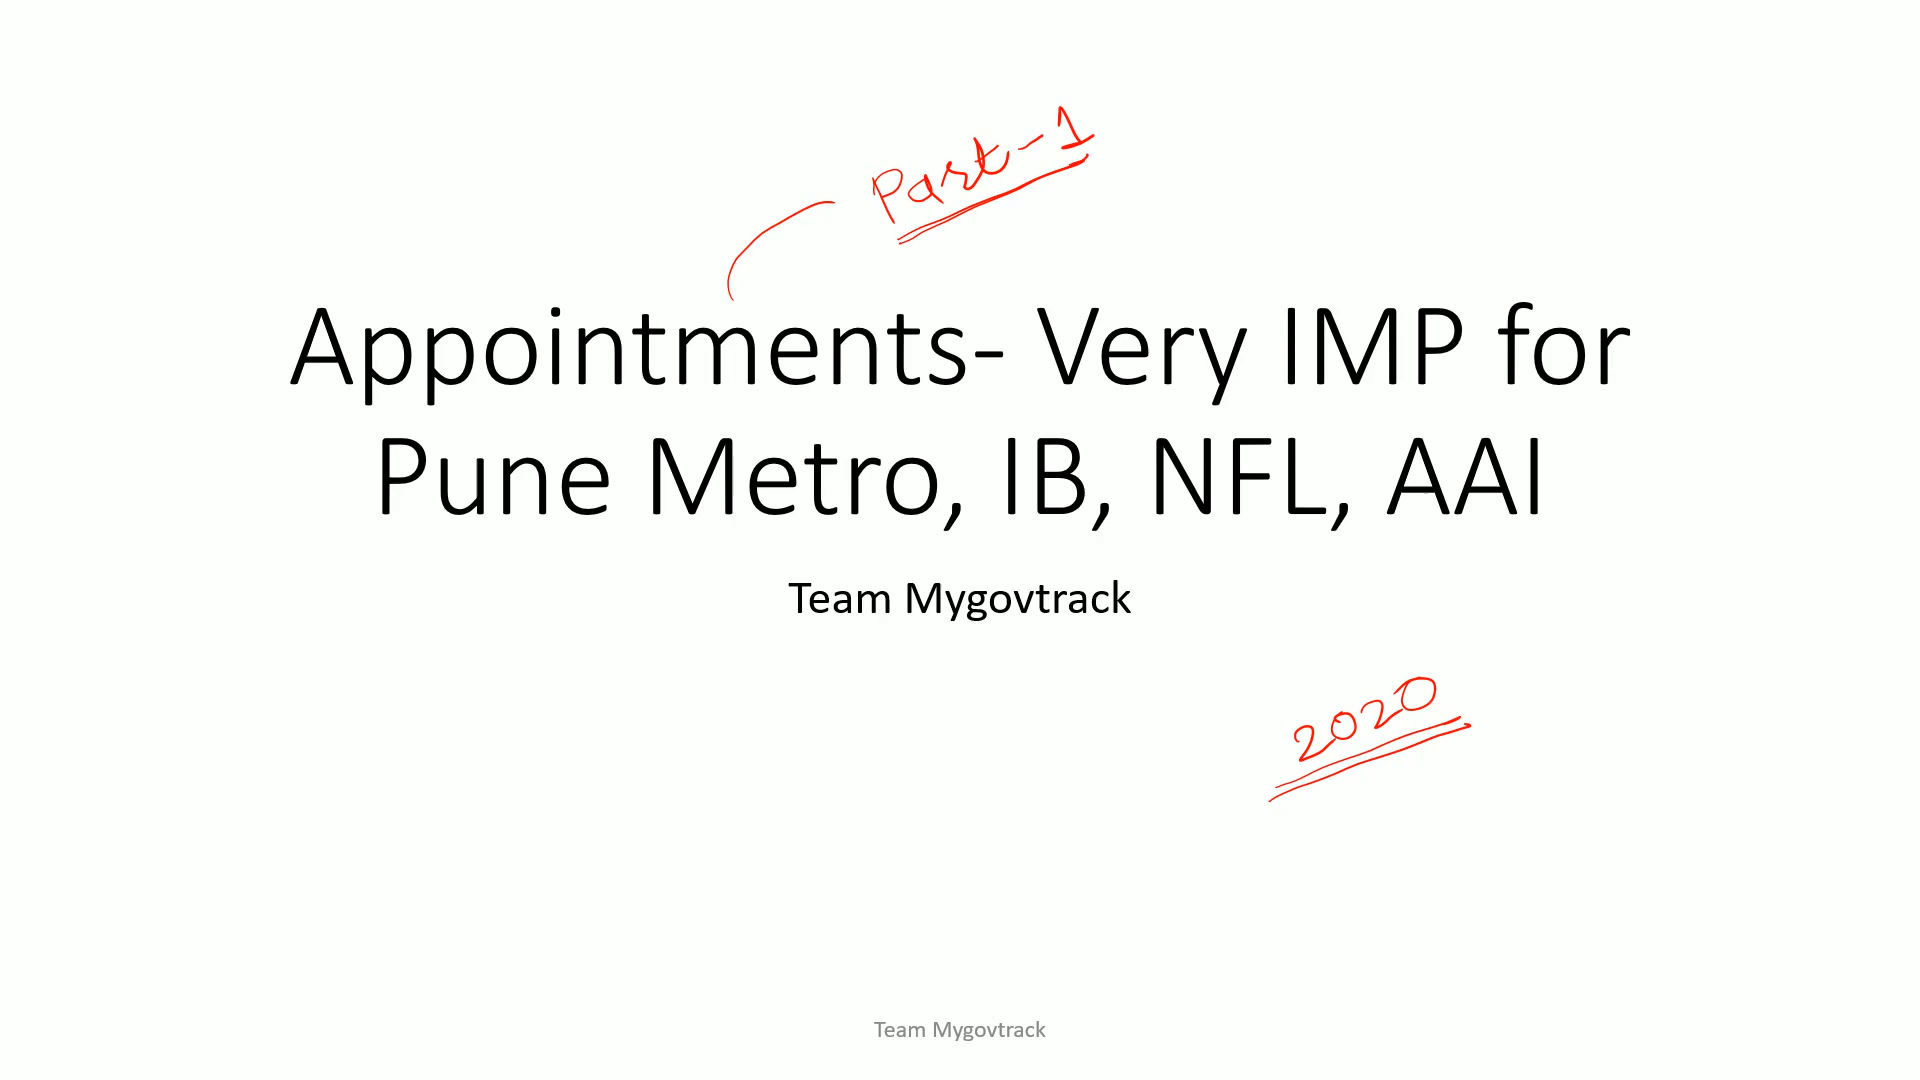 Part-1
Appointments- Very IMP for
Pune Metro, IB, NFL, AAI
Team Mygovtrack
2020
Team Mygovtrack